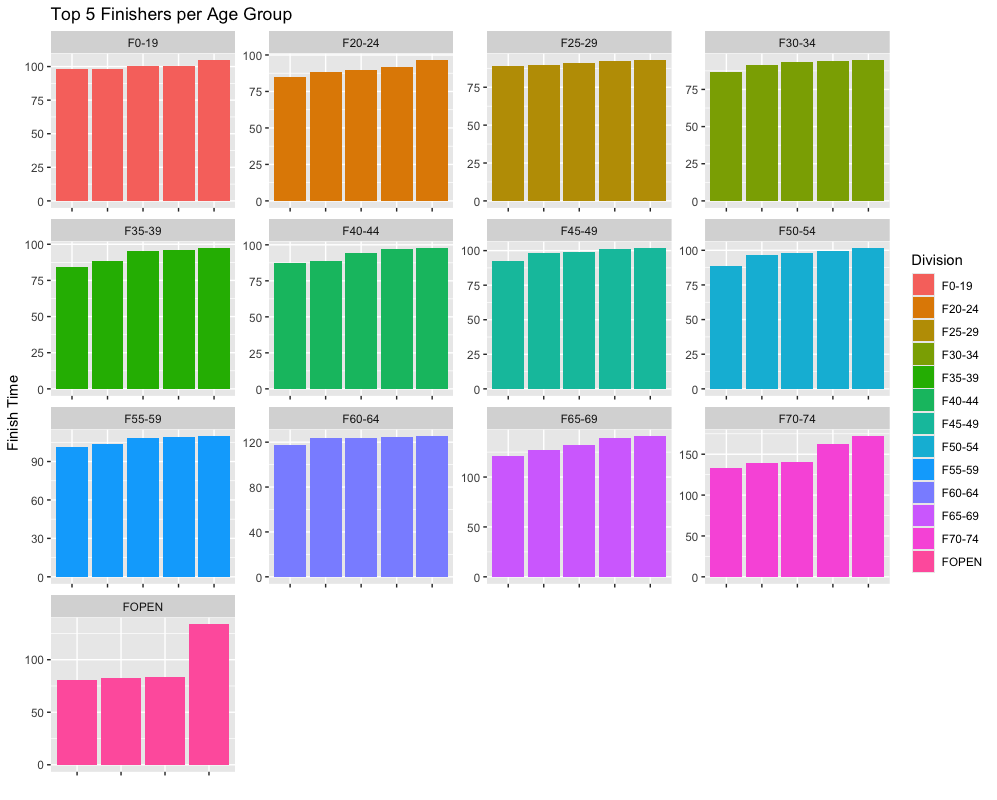 Top 5 Finishers per Age Group
F0-19 F20-24 F25-29 F30-34
100
75
50
25
0
100
75
50
25
0
75
50
25
0
75
50
25
0
F35-39 F40-44 F45-49 F50-54
100
75
50
25
0
100
75
50
25
0
100
75
50
25
0
100
75
50
25
0
F55-59 F60-64 F65-69 F70-74
90
60
30
0
120
80
40
0
100
50
0
150
100
50
0
FOPEN
100
50
0
Finish Time
Division
F0-19
F20-24
F25-29
F30-34
F35-39
F40-44
F45-49
F50-54
F55-59
F60-64
F65-69
F70-74
FOPEN